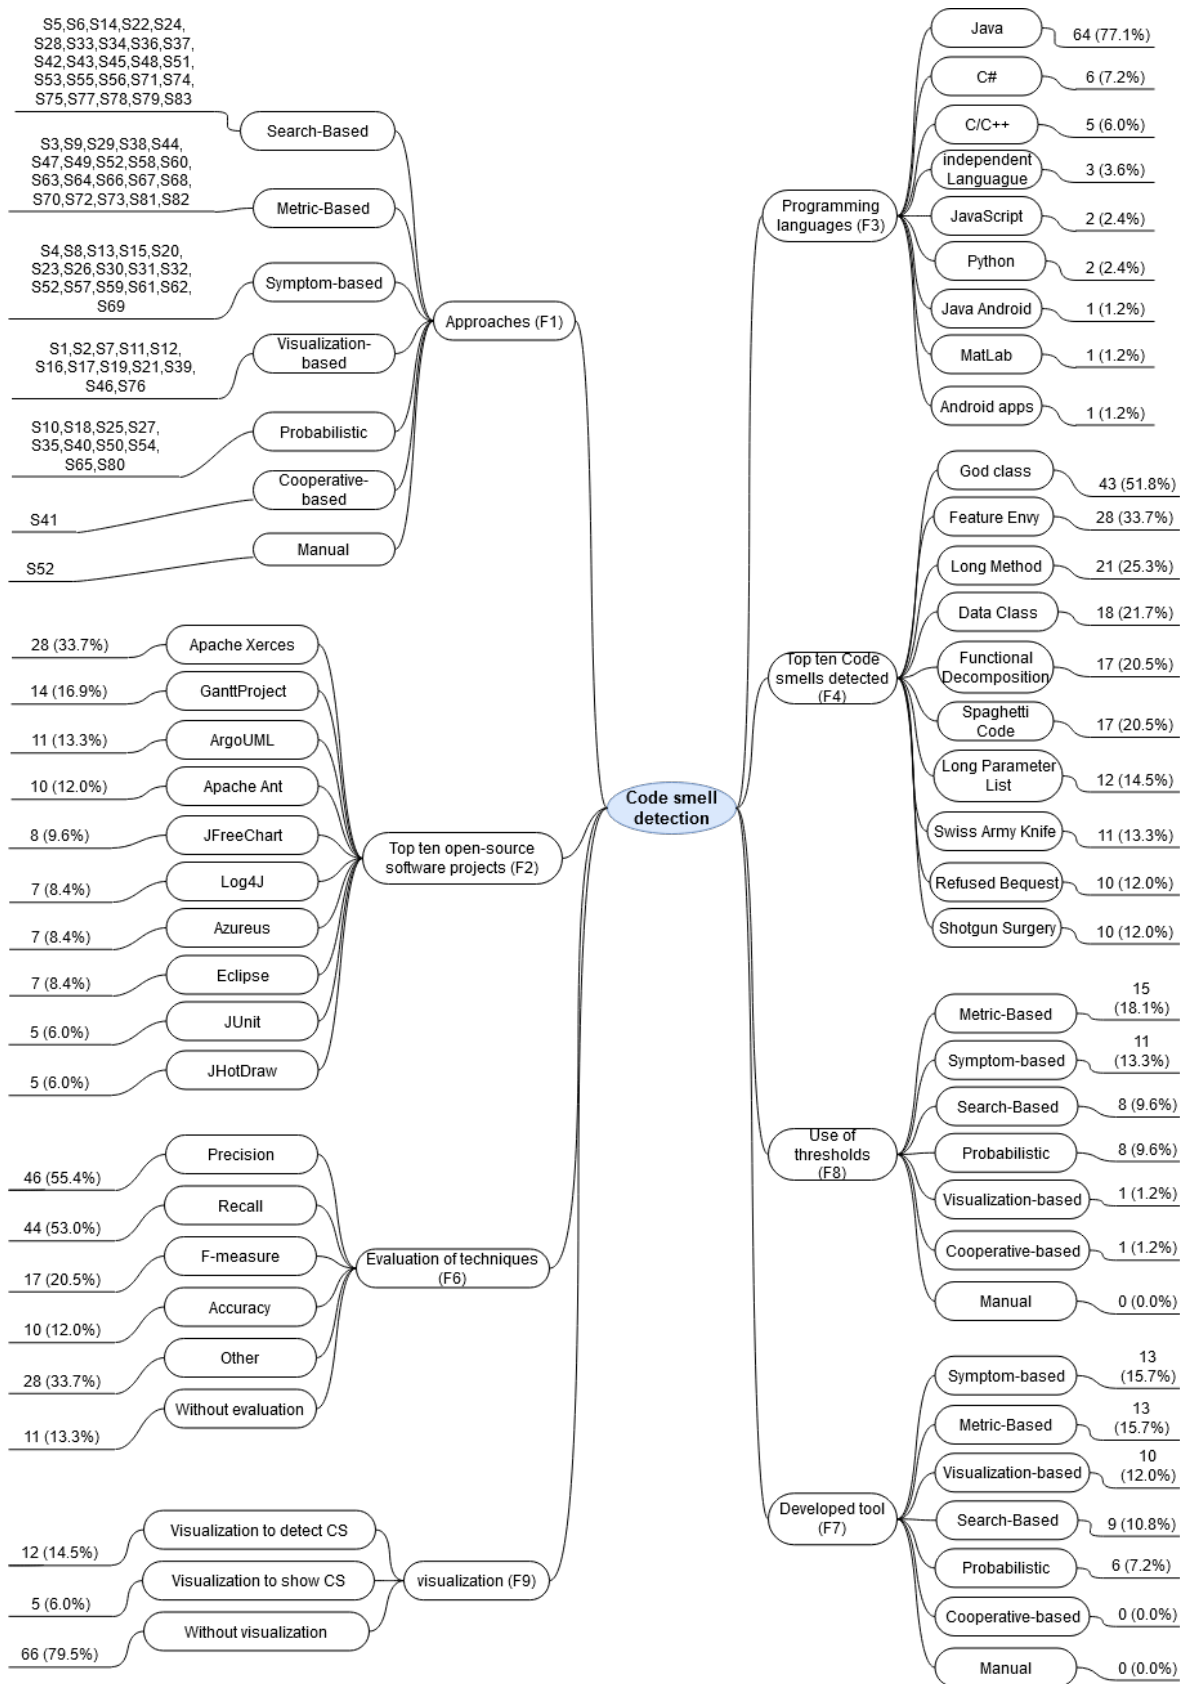 Code smell
detection
Approaches (F1)
Search-Based
S5,S6,S14,S22,S24,
S28,S33,S34,S36,S37,
S42,S43,S45,S48,S51,
S53,S55,S56,S71,S74,
S75,S77,S78,S79,S83
Metric-Based
S3,S9,S29,S38,S44,
S47,S49,S52,S58,S60,
S63,S64,S66,S67,S68,
S70,S72,S73,S81,S82
Symptom-based
S4,S8,S13,S15,S20,
S23,S26,S30,S31,S32,
S52,S57,S59,S61,S62,
S69
Visualization-
based
S1,S2,S7,S11,S12,
S16,S17,S19,S21,S39,
S46,S76
Probabilistic
S10,S18,S25,S27,
S35,S40,S50,S54,
S65,S80
Cooperative-
based
S41
Manual
S52
Top ten open-source
software projects (F2)
Apache Xerces
28 (33.7%)
GanttProject
14 (16.9%)
ArgoUML
11 (13.3%)
Apache Ant
10 (12.0%)
JFreeChart
8 (9.6%)
Log4J
7 (8.4%)
Azureus
7 (8.4%)
Eclipse
7 (8.4%)
JUnit
5 (6.0%)
JHotDraw
5 (6.0%)
Evaluation of techniques
(F6)
Precision
46 (55.4%)
Recall
44 (53.0%)
F-measure
17 (20.5%)
Accuracy
10 (12.0%)
Other
28 (33.7%)
Without evaluation
11 (13.3%)
visualization (F9)
Visualization to detect CS
12 (14.5%)
Visualization to show CS
5 (6.0%)
Without visualization
66 (79.5%)
Programming
languages (F3)
Java
64 (77.1%)
C#
6 (7.2%)
C/C++
5 (6.0%)
independent
Languague
3 (3.6%)
JavaScript
2 (2.4%)
Python
2 (2.4%)
Java Android
1 (1.2%)
MatLab
1 (1.2%)
Android apps
1 (1.2%)
Top ten Code
smells detected
(F4)
God class
43 (51.8%)
Feature Envy
28 (33.7%)
Long Method
21 (25.3%)
Data Class
18 (21.7%)
Functional
Decomposition
17 (20.5%)
Spaghetti
Code
17 (20.5%)
Long Parameter
List
12 (14.5%)
Swiss Army Knife
11 (13.3%)
Refused Bequest
10 (12.0%)
Shotgun Surgery
10 (12.0%)
Use of
thresholds
(F8)
Metric-Based
15
(18.1%)
Symptom-based
11
(13.3%)
Search-Based
8 (9.6%)
Probabilistic
8 (9.6%)
Visualization-based
1 (1.2%)
Cooperative-based
1 (1.2%)
Manual
0 (0.0%)
Developed tool
(F7)
Symptom-based
13
(15.7%)
Metric-Based
13
(15.7%)
Visualization-based
10
(12.0%)
Search-Based
9 (10.8%)
Probabilistic
6 (7.2%)
Cooperative-based
0 (0.0%)
Manual
0 (0.0%)